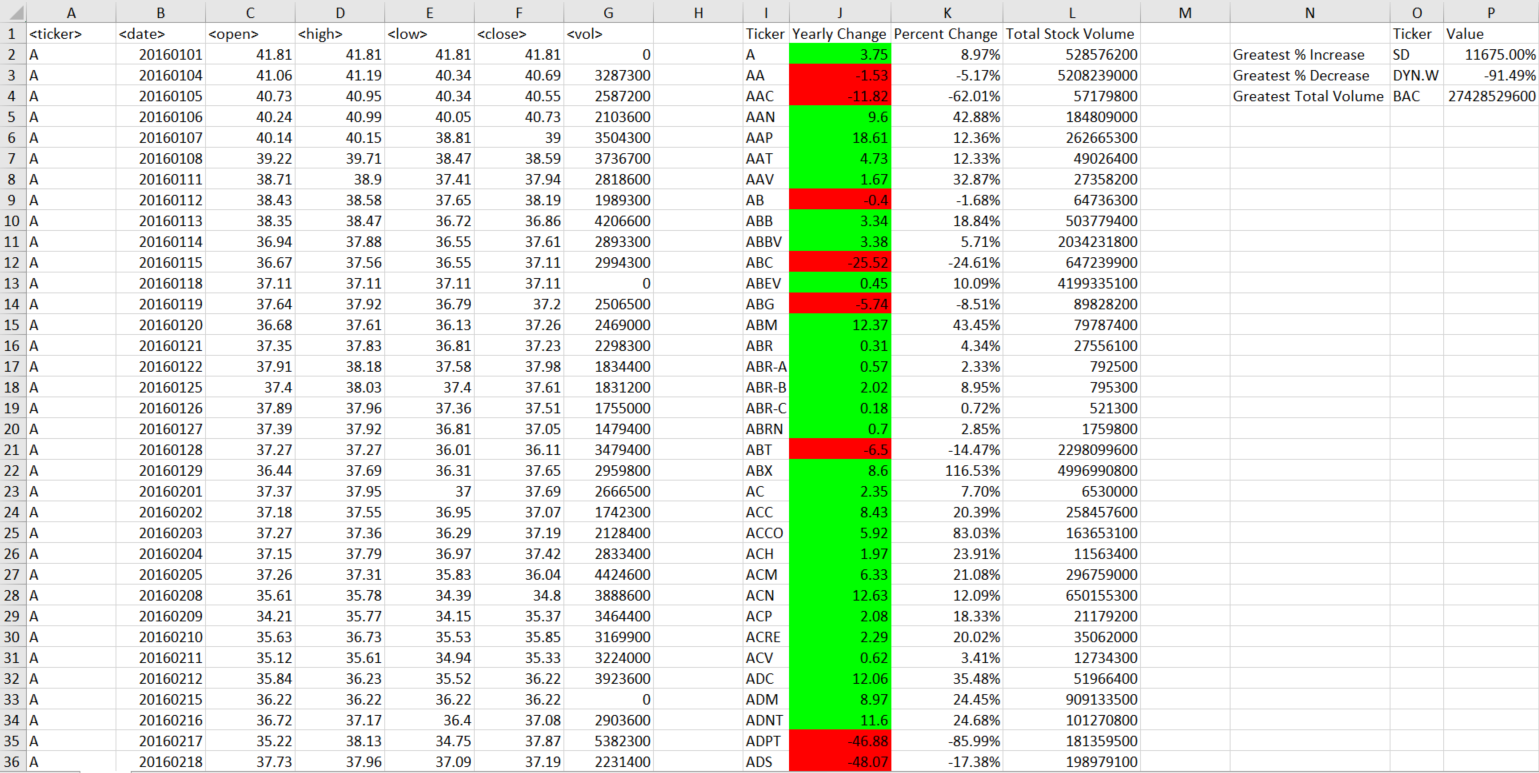 A B C D E F G H I J K L M N O P
1 <ticker> <date> <open> <high> <low> <close> <vol> Ticker Yearly Change Percent Change Total Stock Volume Ticker Value
2 A 20160101 41.81 41.81 41.81 41.81 0 A 3.75 8.97% 528576200 Greatest % Increase SD 11675.00%
3 A 20160104 41.06 41.19 40.34 40.69 3287300 AA -1.53 -5.17% 5208239000 Greatest % Decrease DYN.W -91.49%
4 A 20160105 40.73 40.95 40.34 40.55 2587200 AAC -11.82 -62.01% 57179800 Greatest Total Volume BAC 27428529600
5 A 20160106 40.24 40.99 40.05 40.73 2103600 AAN 9.6 42.88% 184809000
6 A 20160107 40.14 40.15 38.81 39 3504300 AAP 18.61 12.36% 262665300
7 A 20160108 39.22 39.71 38.47 38.59 3736700 AAT 4.73 12.33% 49026400
8 A 20160111 38.71 38.9 37.41 37.94 2818600 AAV 1.67 32.87% 27358200
9 A 20160112 38.43 38.58 37.65 38.19 1989300 AB -0.4 -1.68% 64736300
10 A 20160113 38.35 38.47 36.72 36.86 4206600 ABB 3.34 18.84% 503779400
11 A 20160114 36.94 37.88 36.55 37.61 2893300 ABBV 3.38 5.71% 2034231800
12 A 20160115 36.67 37.56 36.55 37.11 2994300 ABC -25.52 -24.61% 647239900
13 A 20160118 37.11 37.11 37.11 37.11 0 ABEV 0.45 10.09% 4199335100
14 A 20160119 37.64 37.92 36.79 37.2 2506500 ABG -5.74 -8.51% 89828200
15 A 20160120 36.68 37.61 36.13 37.26 2469000 ABM 12.37 43.45% 79787400
16 A 20160121 37.35 37.83 36.81 37.23 2298300 ABR 0.31 4.34% 27556100
17 A 20160122 37.91 38.18 37.58 37.98 1834400 ABR-A 0.57 2.33% 792500
18 A 20160125 37.4 38.03 37.4 37.61 1831200 ABR-B 2.02 8.95% 795300
19 A 20160126 37.89 37.96 37.36 37.51 1755000 ABR-C 0.18 0.72% 521300
20 A 20160127 37.39 37.92 36.81 37.05 1479400 ABRN 0.7 2.85% 1759800
21 A 20160128 37.27 37.27 36.01 36.11 3479400 ABT -6.5 -14.47% 2298099600
22 A 20160129 36.44 37.69 36.31 37.65 2959800 ABX 8.6 116.53% 4996990800
23 A 20160201 37.37 37.95 37 37.69 2666500 AC 2.35 7.70% 6530000
24 A 20160202 37.18 37.55 36.95 37.07 1742300 ACC 8.43 20.39% 258457600
25 A 20160203 37.27 37.36 36.29 37.19 2128400 ACCO 5.92 83.03% 163653100
26 A 20160204 37.15 37.79 36.97 37.42 2833400 ACH 1.97 23.91% 11563400
27 A 20160205 37.26 37.31 35.83 36.04 4424600 ACM 6.33 21.08% 296759000
28 A 20160208 35.61 35.78 34.39 34.8 3888600 ACN 12.63 12.09% 650155300
29 A 20160209 34.21 35.77 34.15 35.37 3464400 ACP 2.08 18.33% 21179200
30 A 20160210 35.63 36.73 35.53 35.85 3169900 ACRE 2.29 20.02% 35062000
31 A 20160211 35.12 35.61 34.94 35.33 3224000 ACV 0.62 3.41% 12734300
32 A 20160212 35.84 36.23 35.52 36.22 3923600 ADC 12.06 35.48% 51966400
33 A 20160215 36.22 36.22 36.22 36.22 0 ADM 8.97 24.45% 909133500
34 A 20160216 36.72 37.17 36.4 37.08 2903600 ADNT 11.6 24.68% 101270800
35 A 20160217 35.22 38.13 34.75 37.87 5382300 ADPT -46.88 -85.99% 181359500
36 A 20160218 37.73 37.96 37.09 37.19 2231400 ADS -48.07 -17.38% 198979100